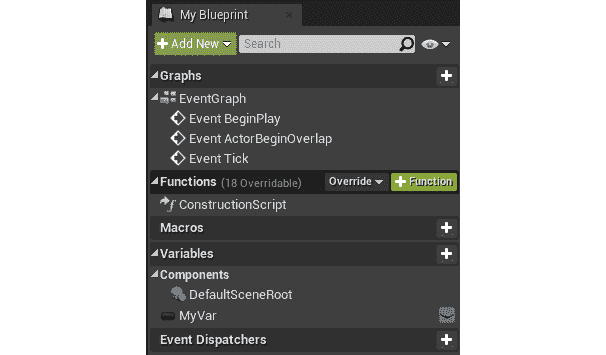 My Blueprint
Add New Search
Graphs
EventGraph
Event BeginPlay
Event ActorBeginOverlap
Event Tick
Functions (18 Overridable) Override Function
ConstructionScript
Macros
Variables
Components
DefaultSceneRoot
MyVar
Event Dispatchers